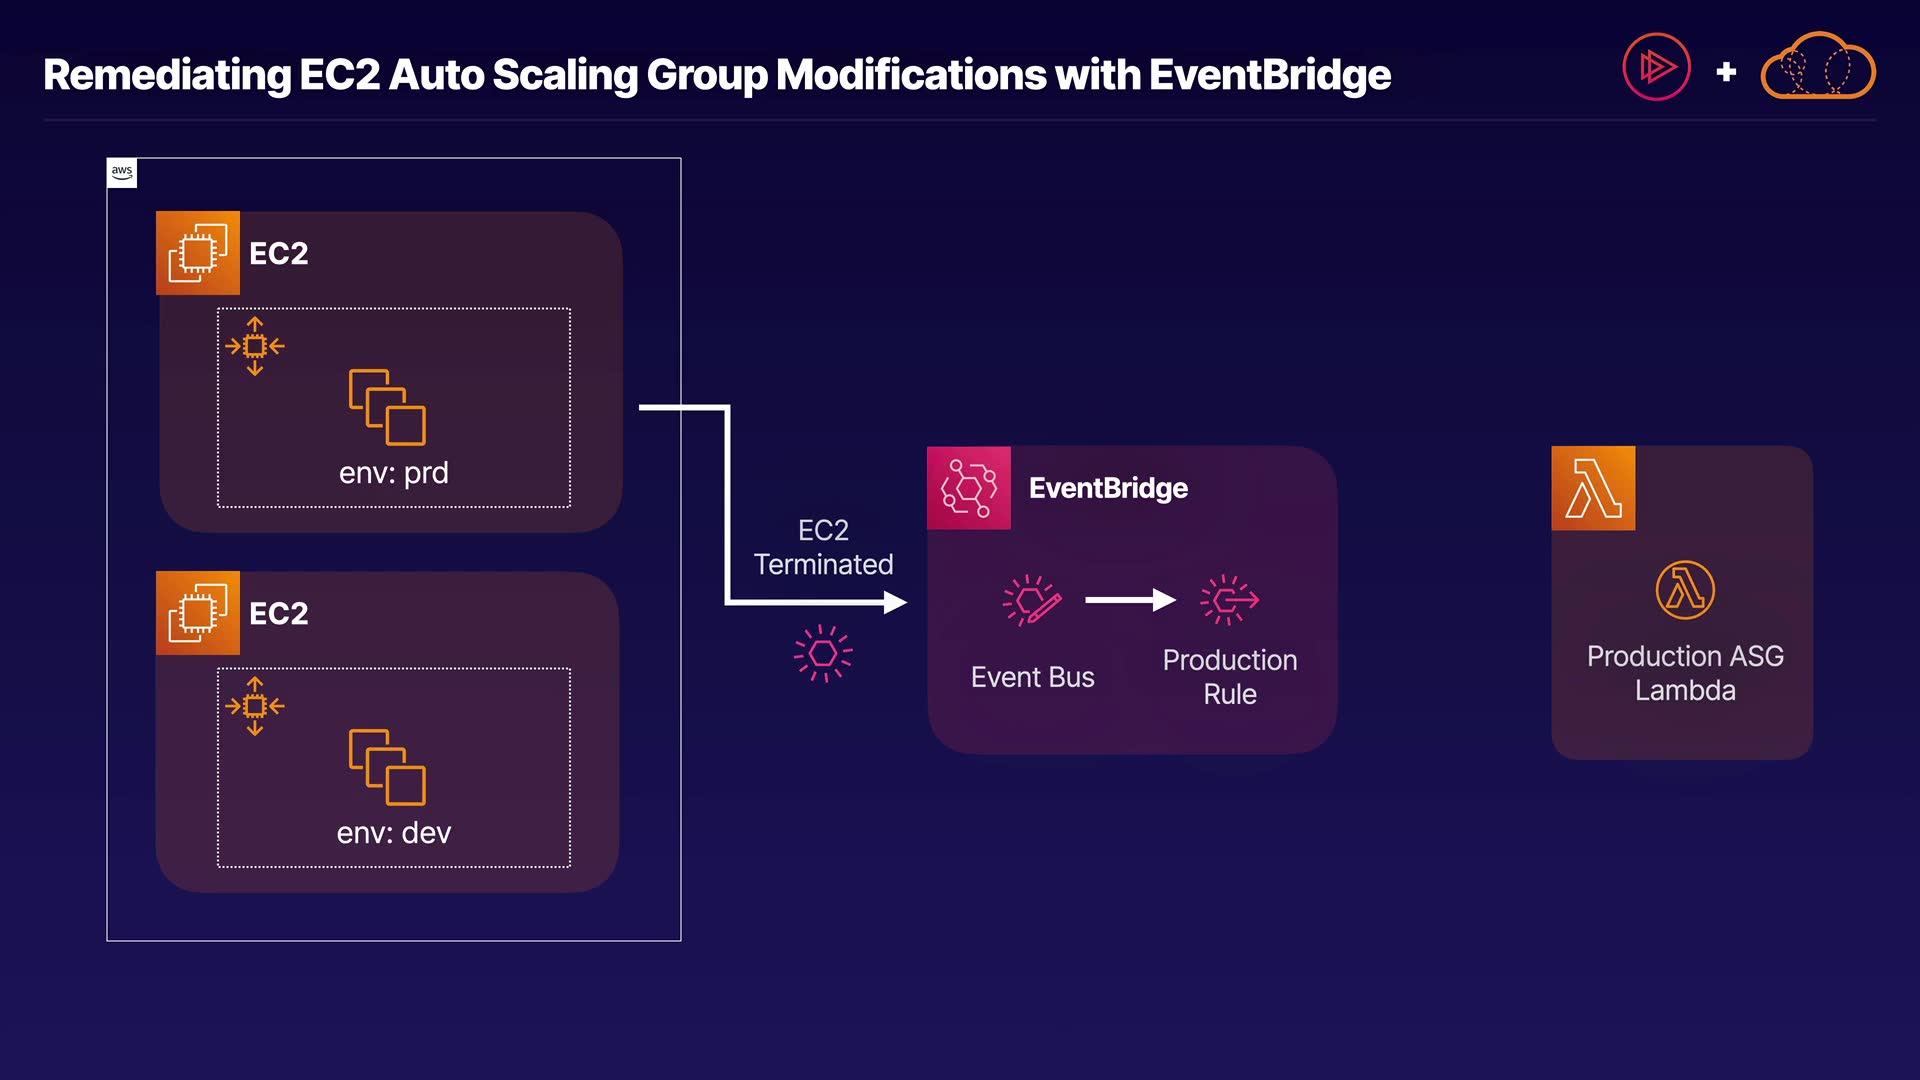 Remediating EC2 Auto Scaling Group Modifications with EventBridge
aws
EC2
env: prd
EC2
env: dev
EC2
Terminated
EventBridge
Event Bus
Production
Rule
Production ASG
Lambda